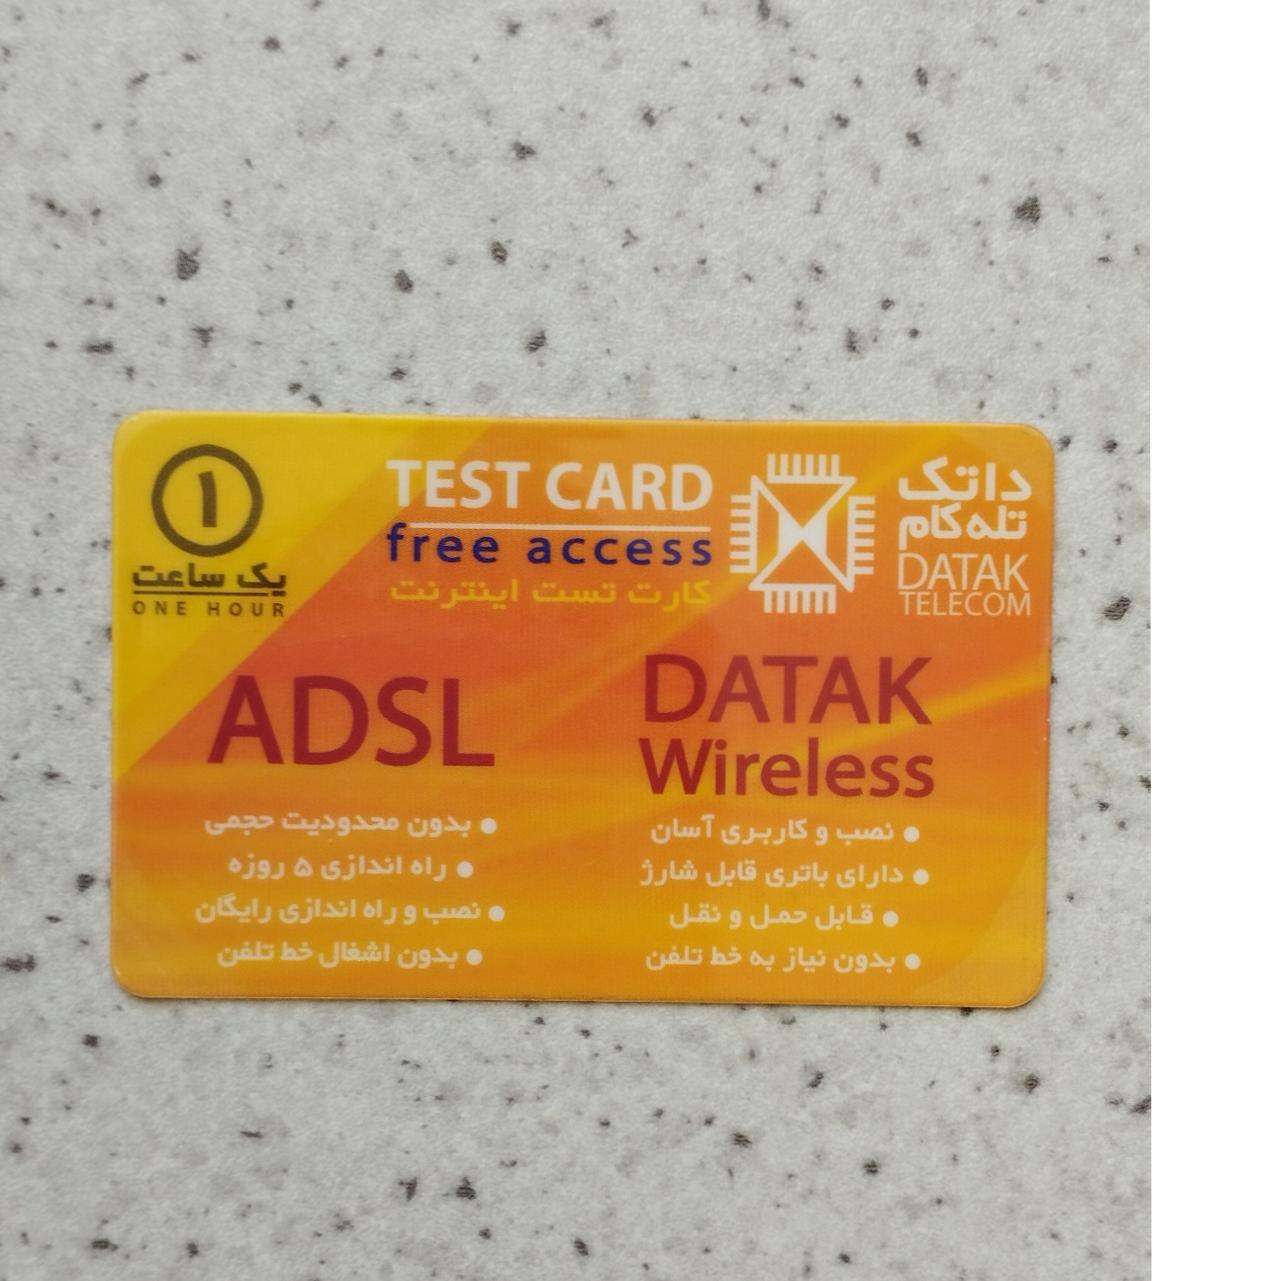 ۱
یک ساعت
ONE HOUR
TEST CARD
free access
کارت تست اینترنت
داتک
تله‌کام
DATAK
TELECOM
ADSL
● بدون محدودیت حجمی
● راه اندازی ۵ روزه
● نصب و راه اندازی رایگان
● بدون اشغال خط تلفن
DATAK
Wireless
● نصب و کاربری آسان
● دارای باتری قابل شارژ
● قابل حمل و نقل
● بدون نیاز به خط تلفن